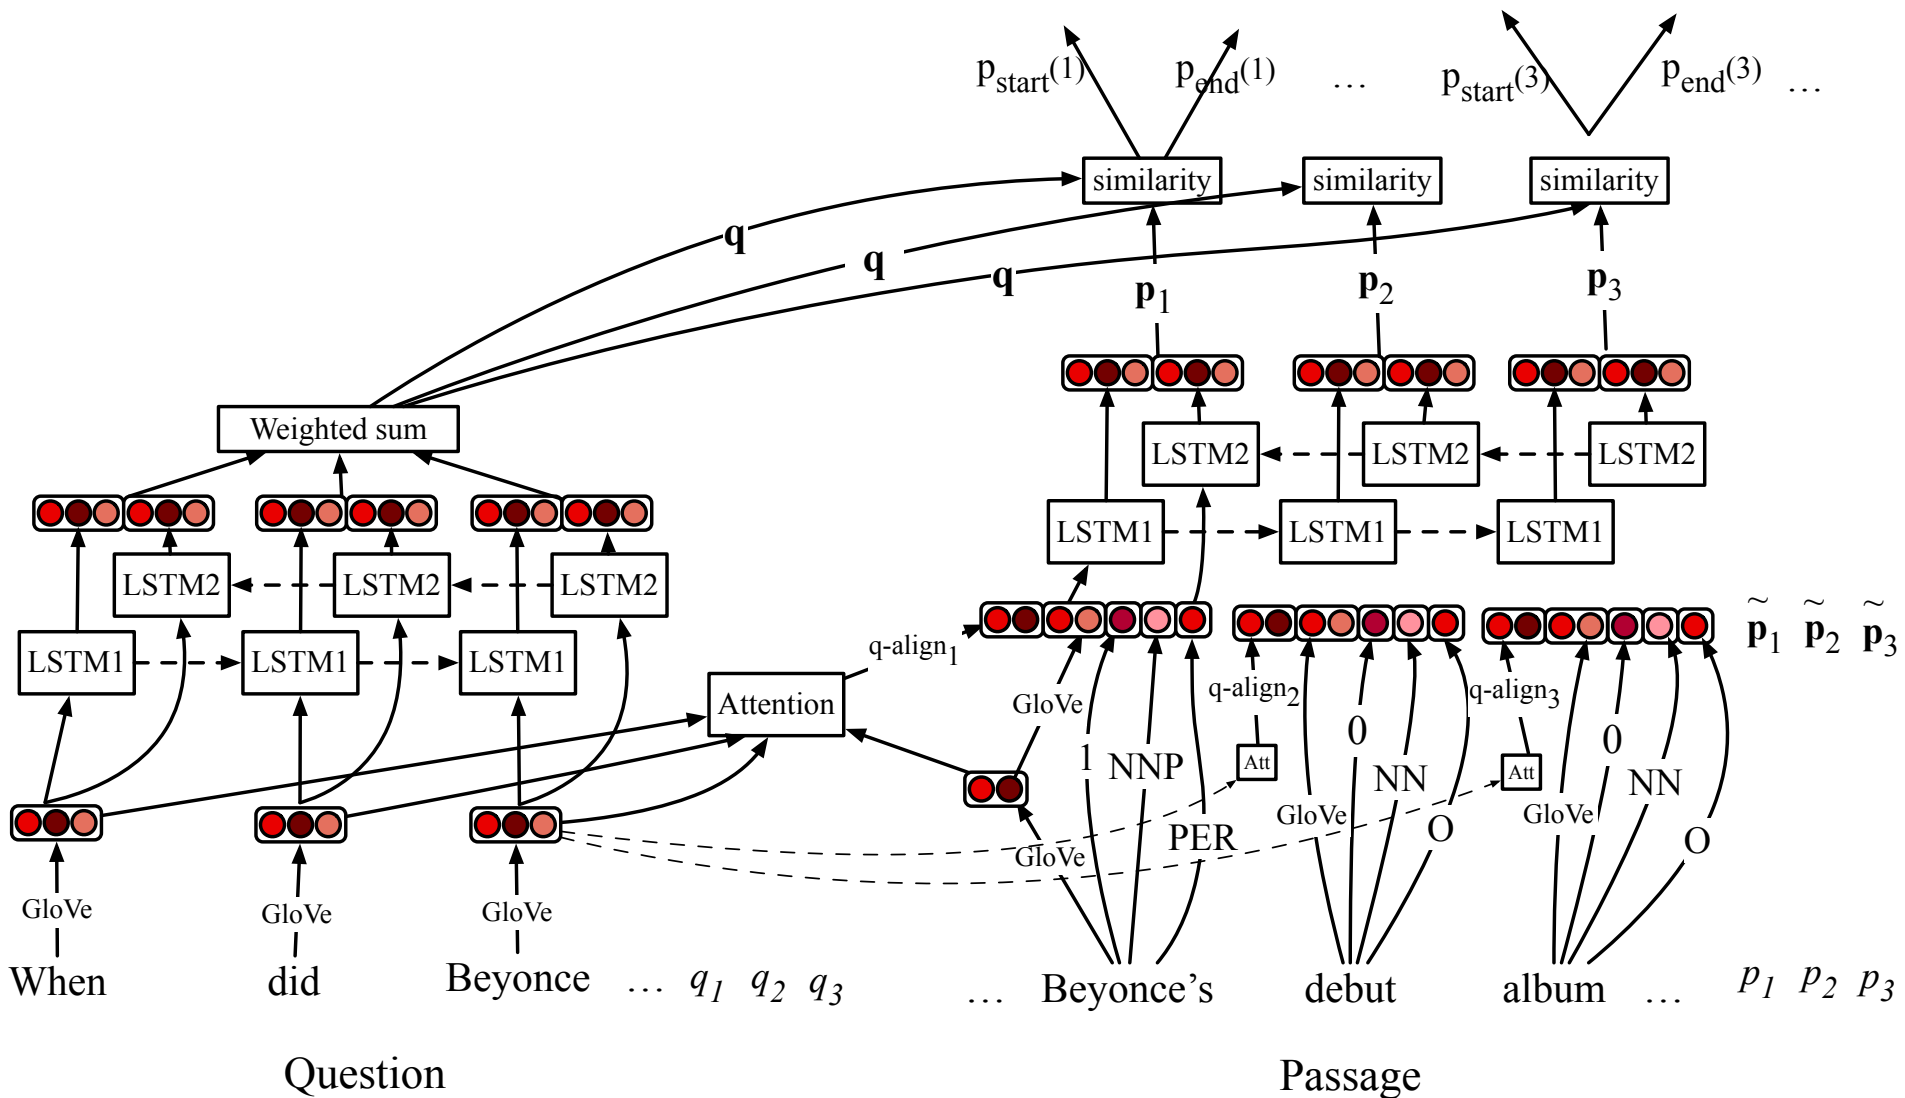 p_start(1) p_end(1) … p_start(3) p_end(3) …
similarity similarity similarity
q
q
q
p_1 p_2 p_3
Weighted sum
LSTM2 LSTM2 LSTM2
LSTM1 LSTM1 LSTM1
LSTM2 LSTM2 LSTM2
LSTM1 LSTM1 LSTM1
p̃_1 p̃_2 p̃_3
q-align_1 q-align_2 q-align_3
Attention GloVe
1 NNP Att 0 NN Att 0 NN
GloVe GloVe
GloVe PER O O
GloVe GloVe GloVe
When did Beyonce … q_1 q_2 q_3 … Beyonce’s debut album … p_1 p_2 p_3
Question Passage